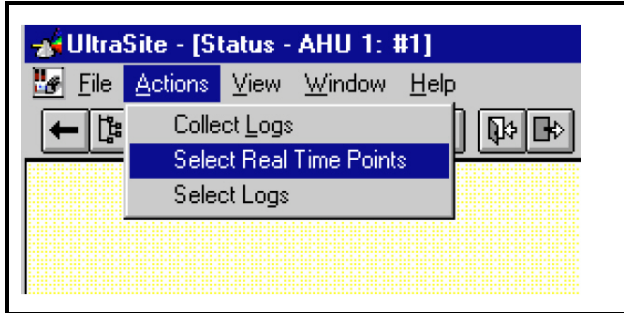 UltraSite - [Status - AHU 1: #1]
File Actions View Window Help
Collect Logs
Select Real Time Points
Select Logs